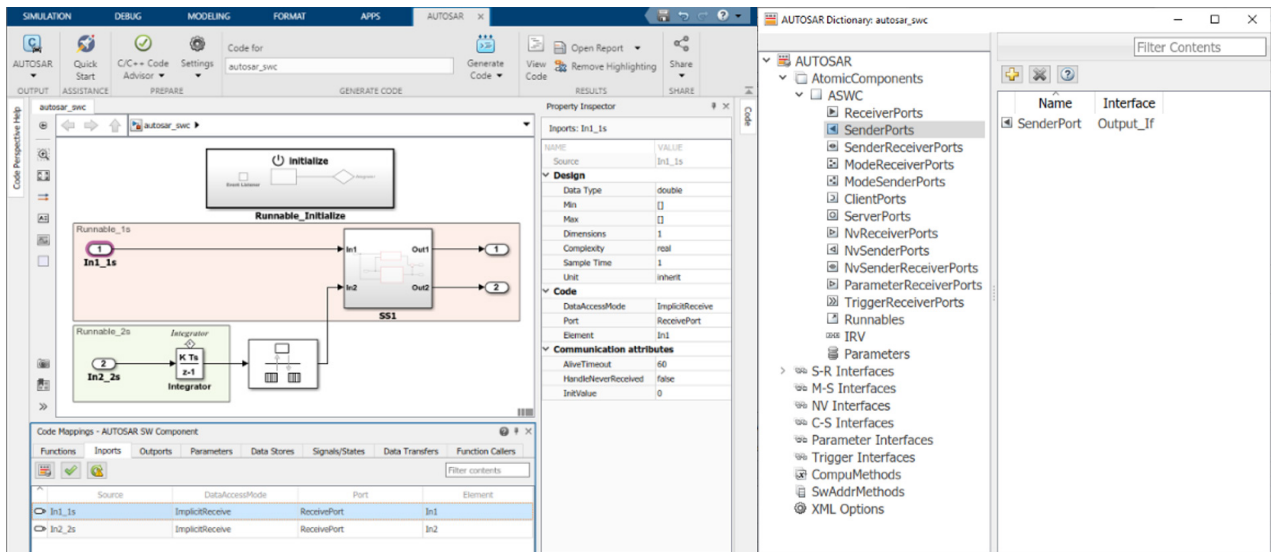 SIMULATION DEBUG MODELING FORMAT APPS AUTOSAR
AUTOSAR
Quick Start
C/C++ Code Advisor
Settings
Code for
autosar_swc
Generate Code
View Code
Open Report
Remove Highlighting
Share
OUTPUT ASSISTANCE PREPARE GENERATE CODE RESULTS SHARE
Code Perspective Help
autosar_swc
autosar_swc
initialize
Event Listener
Runnable_Initialize
Runnable_1s
1
In1_1s
In1 Out1
1
In2 Out2
2
SS1
Runnable_2s
Integrator
2
In2_2s
K Ts
z-1
Integrator
Property Inspector
Code
Inports: In1_1s
NAME VALUE
Source In1_1s
Design
Data Type double
Min []
Max []
Dimensions 1
Complexity real
Sample Time 1
Unit inherit
Code
DataAccessMode ImplicitReceive
Port ReceivePort
Element In1
Communication attributes
AliveTimeout 60
HandleNeverReceived false
InitValue 0
Code Mappings - AUTOSAR SW Component
Functions Inports Outports Parameters Data Stores Signals/States Data Transfers Function Callers
Filter contents
Source DataAccessMode Port Element
In1_1s ImplicitReceive ReceivePort In1
In2_2s ImplicitReceive ReceivePort In2
AUTOSAR Dictionary: autosar_swc
Filter Contents
AUTOSAR
AtomicComponents
ASWC
ReceiverPorts
SenderPorts
SenderReceiverPorts
ModeReceiverPorts
ModeSenderPorts
ClientPorts
ServerPorts
NvReceiverPorts
NvSenderPorts
NvSenderReceiverPorts
ParameterReceiverPorts
TriggerReceiverPorts
Runnables
IRV
Parameters
S-R Interfaces
M-S Interfaces
NV Interfaces
C-S Interfaces
Parameter Interfaces
Trigger Interfaces
CompuMethods
SwAddrMethods
XML Options
Name Interface
SenderPort Output_If